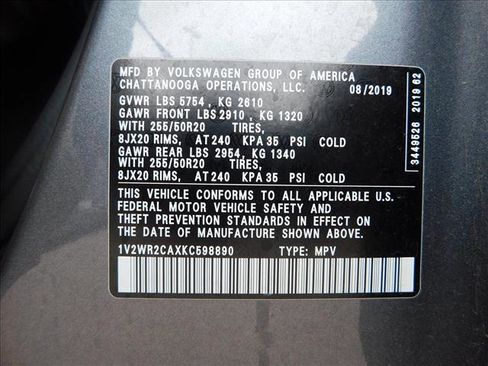 MFD BY VOLKSWAGEN GROUP OF AMERICA
CHATTANOOGA OPERATIONS, LLC. 08/2019
GVWR LBS 5754 , KG 2610
GAWR FRONT LBS 2910 , KG 1320
WITH 255/50R20 TIRES,
8JX20 RIMS, AT 240 KPA 35 PSI COLD
GAWR REAR LBS 2954, KG 1340
WITH 255/50R20 TIRES,
8JX20 RIMS, AT 240 KPA 35 PSI COLD
THIS VEHICLE CONFORMS TO ALL APPLICABLE U.S.
FEDERAL MOTOR VEHICLE SAFETY AND
THEFT PREVENTION STANDARDS IN EFFECT ON
THE DATE OF MANUFACTURE SHOWN ABOVE
1V2WR2CAXKC598890 TYPE: MPV
3449526 2019 62